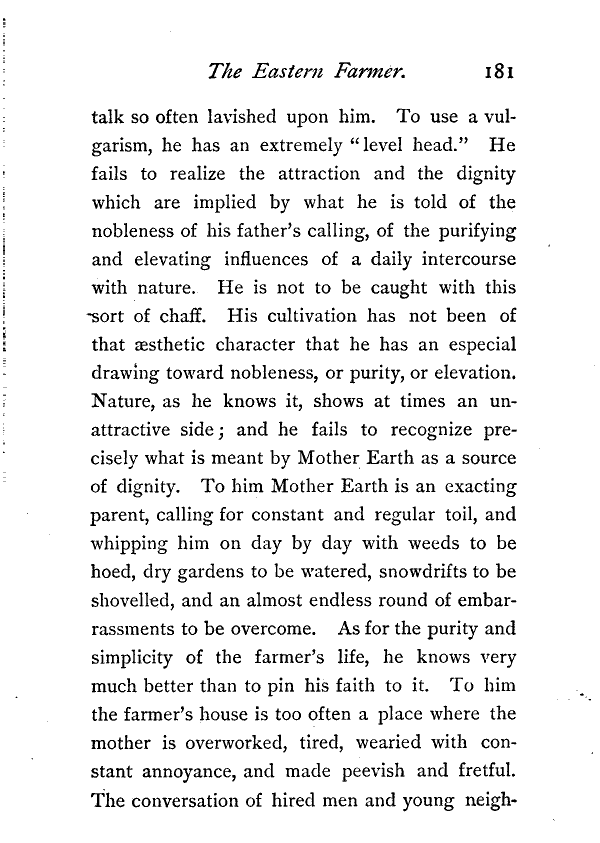 The Eastern Farmer. 181
talk so often lavished upon him. To use a vul-
garism, he has an extremely "level head." He
fails to realize the attraction and the dignity
which are implied by what he is told of the
nobleness of his father's calling, of the purifying
and elevating influences of a daily intercourse
with nature. He is not to be caught with this
sort of chaff. His cultivation has not been of
that æsthetic character that he has an especial
drawing toward nobleness, or purity, or elevation.
Nature, as he knows it, shows at times an un-
attractive side; and he fails to recognize pre-
cisely what is meant by Mother Earth as a source
of dignity. To him Mother Earth is an exacting
parent, calling for constant and regular toil, and
whipping him on day by day with weeds to be
hoed, dry gardens to be watered, snowdrifts to be
shovelled, and an almost endless round of embar-
rassments to be overcome. As for the purity and
simplicity of the farmer's life, he knows very
much better than to pin his faith to it. To him
the farmer's house is too often a place where the
mother is overworked, tired, wearied with con-
stant annoyance, and made peevish and fretful.
The conversation of hired men and young neigh-